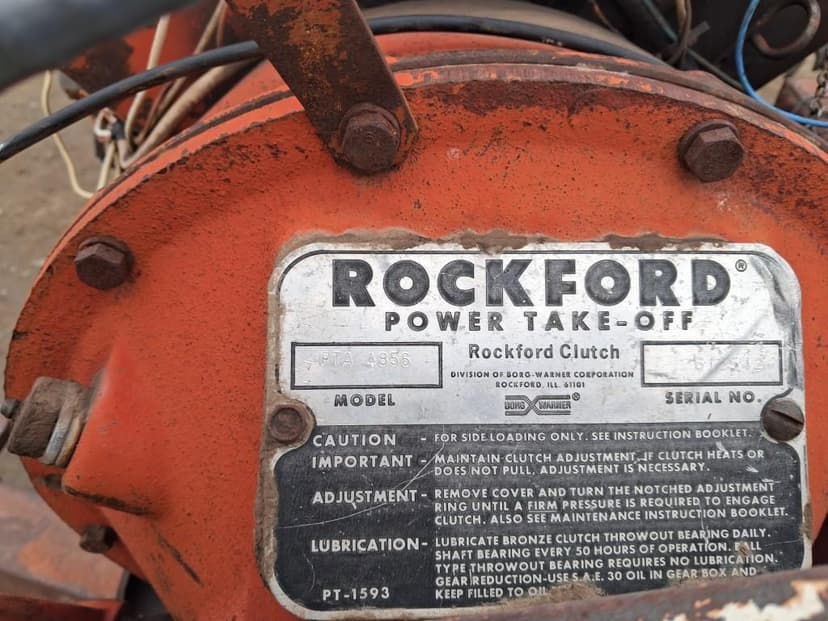 ROCKFORD®
POWER TAKE-OFF
PTA
Rockford Clutch
DIVISION OF BORG-WARNER CORPORATION
ROCKFORD, ILL. 61101
MODEL
BORG WARNER ®
SERIAL NO.
CAUTION - FOR SIDE LOADING ONLY. SEE INSTRUCTION BOOKLET.
IMPORTANT - MAINTAIN CLUTCH ADJUSTMENT. IF CLUTCH HEATS OR
DOES NOT PULL, ADJUSTMENT IS NECESSARY.
ADJUSTMENT - REMOVE COVER AND TURN THE NOTCHED ADJUSTMENT
RING UNTIL A FIRM PRESSURE IS REQUIRED TO ENGAGE
CLUTCH. ALSO SEE MAINTENANCE INSTRUCTION BOOKLET.
LUBRICATION - LUBRICATE BRONZE CLUTCH THROWOUT BEARING DAILY.
SHAFT BEARING EVERY 50 HOURS OF OPERATION. BALL
TYPE THROWOUT BEARING REQUIRES NO LUBRICATION.
GEAR REDUCTION-USE S.A.E. 30 OIL IN GEAR BOX AND
PT-1593 KEEP FILLED TO OIL